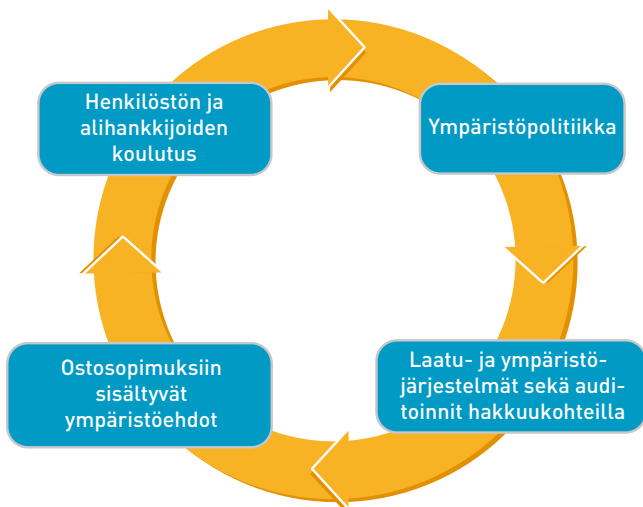 Henkilöstön ja
alihankkijoiden
koulutus
Ympäristöpolitiikka
Ostosopimuksiin
sisältyvät
ympäristöehdot
Laatu- ja ympäristö-
järjestelmät sekä audi-
toinnit hakkuukohteilla